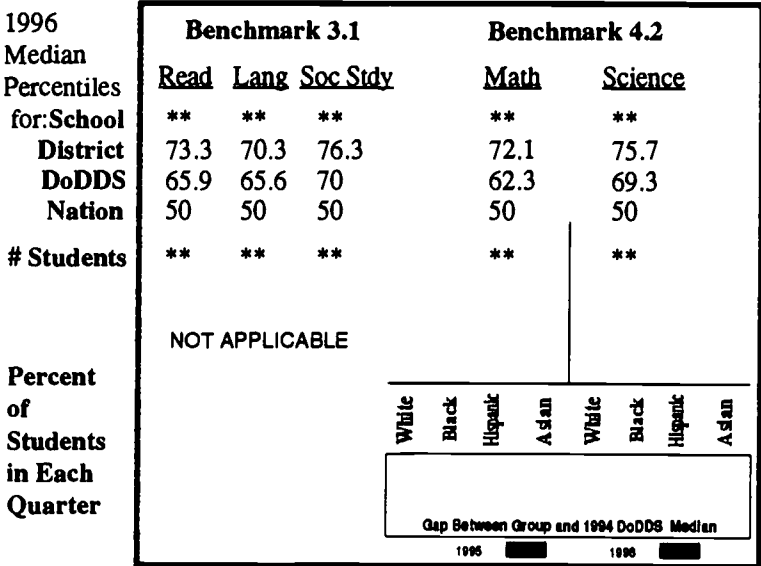 1996
Median
Percentiles
for:School
District
DoDDS
Nation
# Students
Benchmark 3.1 Benchmark 4.2
Read Lang Soc Stdy Math Science
** ** ** ** **
73.3 70.3 76.3 72.1 75.7
65.9 65.6 70 62.3 69.3
50 50 50 50 50
** ** ** ** **
NOT APPLICABLE
Percent
of
Students
in Each
Quarter
White Black Hispanic Asian White Black Hispanic Asian
Gap Between Group and 1994 DoDDS Median
1995 1996